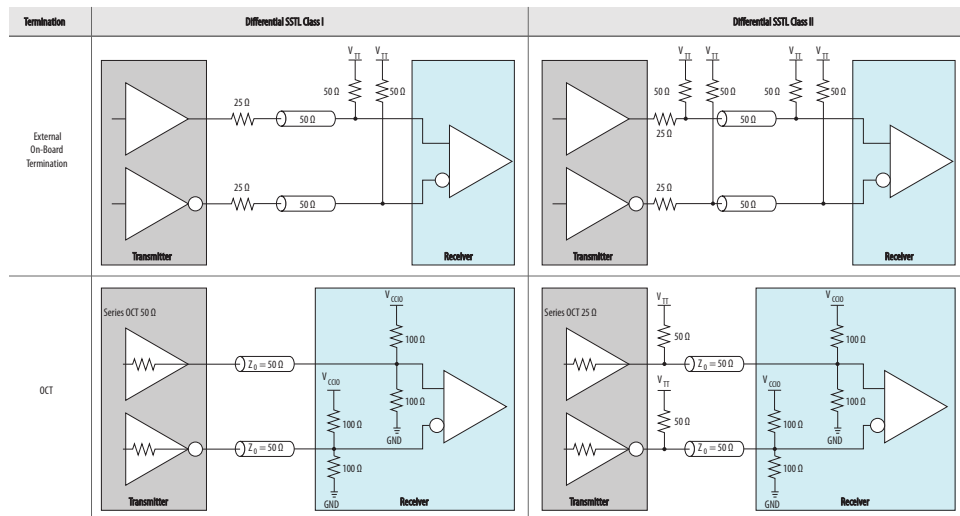 Termination Differential SSTL Class I Differential SSTL Class II
External
On-Board
Termination
V TT V TT
50 Ω 50 Ω
25 Ω
50 Ω
25 Ω
50 Ω
Transmitter Receiver
V TT V TT V TT V TT
50 Ω 50 Ω 50 Ω 50 Ω
25 Ω
50 Ω
25 Ω
50 Ω
Transmitter Receiver
OCT
Series OCT 50 Ω
V CCIO
100 Ω
Z 0 = 50 Ω
V CCIO
100 Ω
100 Ω
GND
Z 0 = 50 Ω
100 Ω
GND
Transmitter Receiver
Series OCT 25 Ω
V TT
V CCIO
50 Ω
100 Ω
Z 0 = 50 Ω
V TT
V CCIO
100 Ω
50 Ω
100 Ω
GND
Z 0 = 50 Ω
100 Ω
GND
Transmitter Receiver